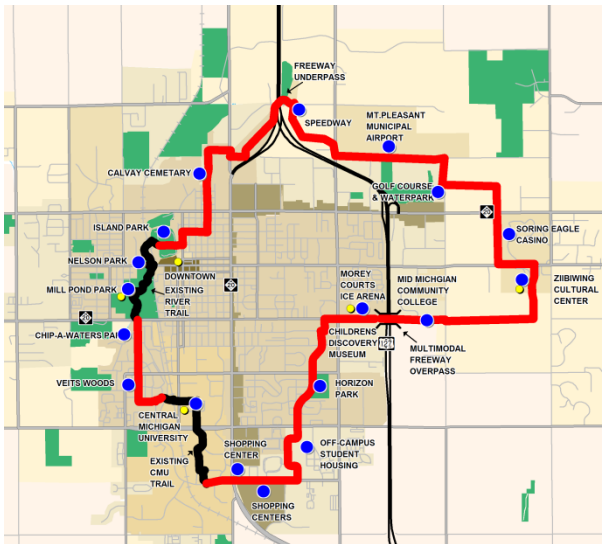 FREEWAY
UNDERPASS
SPEEDWAY
MT.PLEASANT
MUNICIPAL
AIRPORT
CALVAY CEMETARY
GOLF COURSE
& WATERPARK
ISLAND PARK
SORING EAGLE
CASINO
NELSON PARK
DOWNTOWN
MOREY
COURTS
ICE ARENA
MID MICHGIAN
COMMUNITY
COLLEGE
ZIIBIWING
CULTURAL
CENTER
MILL POND PARK
EXISTING
RIVER
TRAIL
CHIP-A-WATERS PA
CHILDRENS
DISCOVERY
MUSEUM
127
MULTIMODAL
FREEWAY
OVERPASS
VEITS WOODS
HORIZON
PARK
CENTRAL
MICHIGAN
UNIVERSITY
SHOPPING
CENTER
OFF-CAMPUS
STUDENT
HOUSING
EXISTING
CMU
TRAIL
SHOPPING
CENTERS